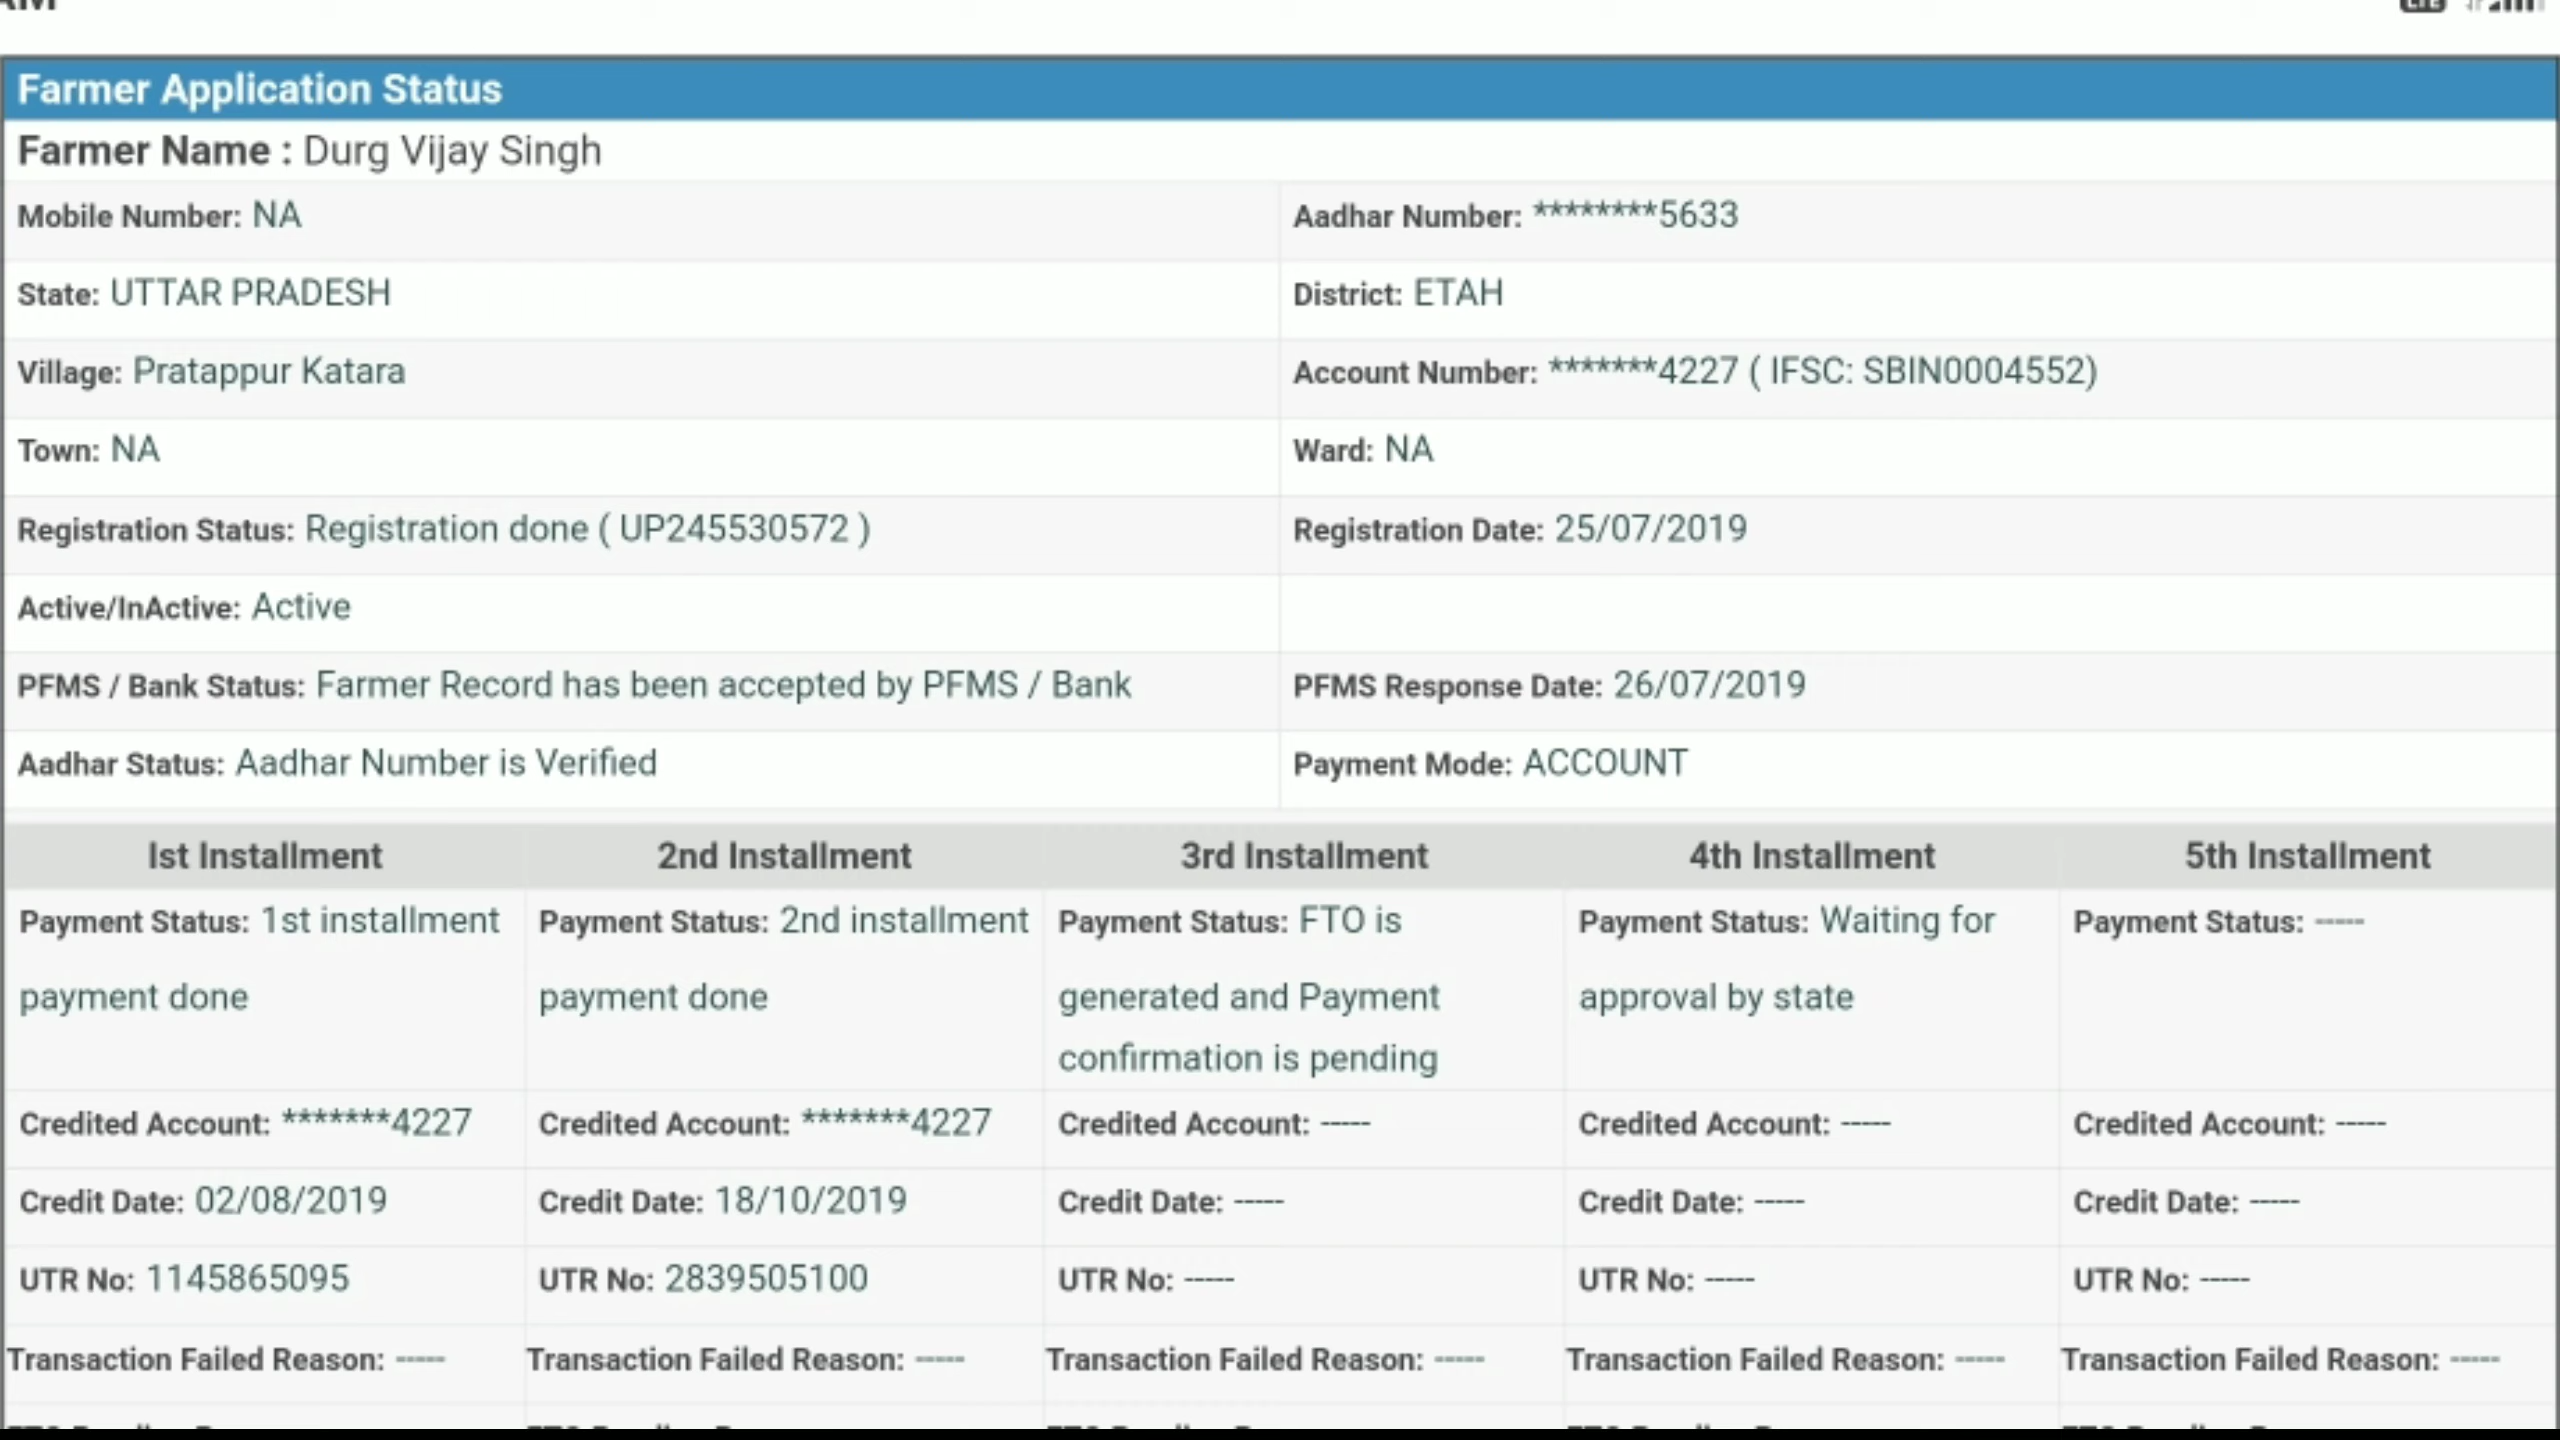 AM
Farmer Application Status
Farmer Name : Durg Vijay Singh
Mobile Number: NA
Aadhar Number: ********5633
State: UTTAR PRADESH
District: ETAH
Village: Pratappur Katara
Account Number: *******4227 ( IFSC: SBIN0004552)
Town: NA
Ward: NA
Registration Status: Registration done ( UP245530572 )
Registration Date: 25/07/2019
Active/InActive: Active
PFMS / Bank Status: Farmer Record has been accepted by PFMS / Bank
PFMS Response Date: 26/07/2019
Aadhar Status: Aadhar Number is Verified
Payment Mode: ACCOUNT
Ist Installment
2nd Installment
3rd Installment
4th Installment
5th Installment
Payment Status: 1st installment
payment done
Payment Status: 2nd installment
payment done
Payment Status: FTO is
generated and Payment
confirmation is pending
Payment Status: Waiting for
approval by state
Payment Status: -----
Credited Account: *******4227
Credited Account: *******4227
Credited Account: -----
Credited Account: -----
Credited Account: -----
Credit Date: 02/08/2019
Credit Date: 18/10/2019
Credit Date: -----
Credit Date: -----
Credit Date: -----
UTR No: 1145865095
UTR No: 2839505100
UTR No: -----
UTR No: -----
UTR No: -----
Transaction Failed Reason: -----
Transaction Failed Reason: -----
Transaction Failed Reason: -----
Transaction Failed Reason: -----
Transaction Failed Reason: -----